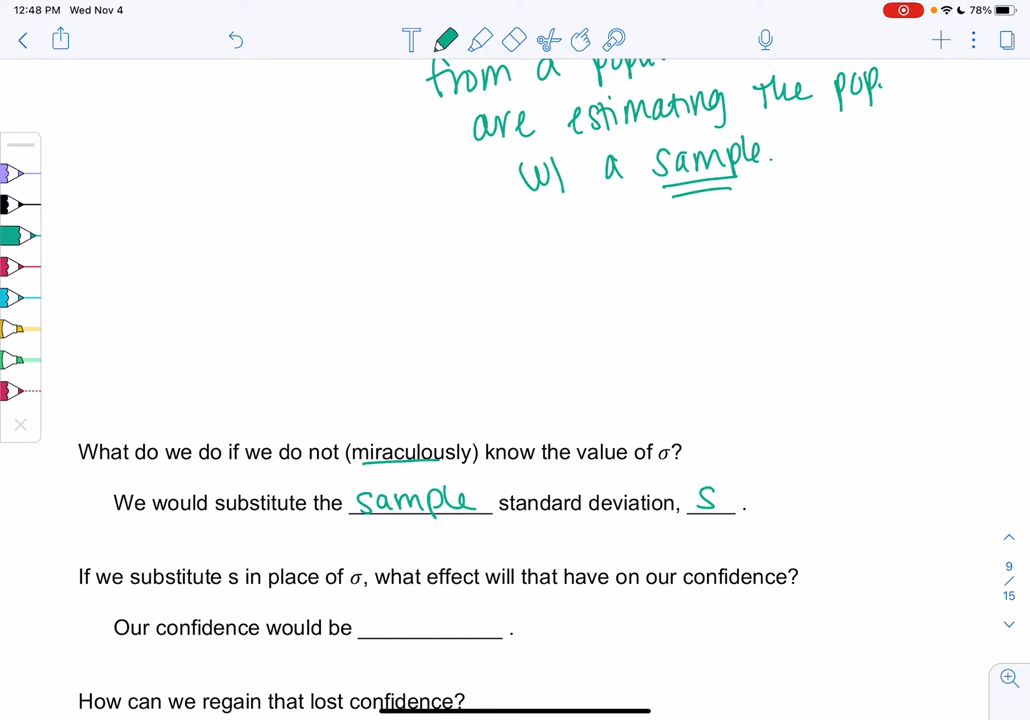 12:48 PM Wed Nov 4
78%
T
from a popu.
are estimating the pop.
w/ a sample.
What do we do if we do not (miraculously) know the value of σ?
We would substitute the sample standard deviation, s .
If we substitute s in place of σ, what effect will that have on our confidence?
Our confidence would be ____________ .
How can we regain that lost confidence?
9
/
15